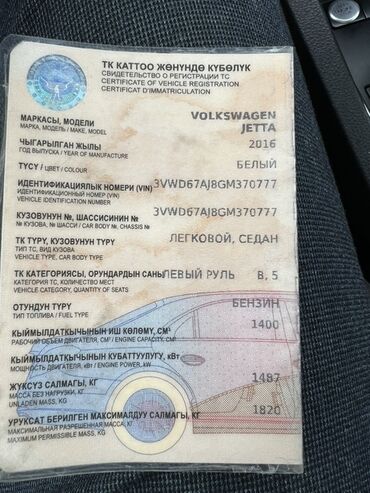 ТК КАТТОО ЖӨНҮНДӨ КҮБӨЛҮК
СВИДЕТЕЛЬСТВО О РЕГИСТРАЦИИ ТС
CERTIFICATE OF VEHICLE REGISTRATION
CERTIFICAT D'IMMATRICULATION
МАРКАСЫ, МОДЕЛИ VOLKSWAGEN
МАРКА, МОДЕЛЬ / MAKE, MODEL JETTA
ЧЫГАРЫЛГАН ЖЫЛЫ 2016
ГОД ВЫПУСКА / YEAR OF MANUFACTURE
ТҮСҮ / ЦВЕТ / COLOUR БЕЛЫЙ
ИДЕНТИФИКАЦИЯЛЫК НОМЕРИ (VIN) 3VWD67AJ8GM370777
ИДЕНТИФИКАЦИОННЫЙ НОМЕР (VIN)
VEHICLE IDENTIFICATION NUMBER
КУЗОВУНУН №, ШАССИСИНИН № 3VWD67AJ8GM370777
№ КУЗОВА, № ШАССИ / CAR BODY №, CHASSIS №
ТК ТҮРҮ, КУЗОВУНУН ТҮРҮ ЛЕГКОВОЙ, СЕДАН
ТИП ТС, ВИД КУЗОВА
VEHICLE TYPE, CAR BODY TYPE
ТК КАТЕГОРИЯСЫ, ОРУНДАРДЫН САНЫ ЛЕВЫЙ РУЛЬ B, 5
КАТЕГОРИЯ ТС, КОЛИЧЕСТВО МЕСТ
VEHICLE CATEGORY, QUANTITY OF SEATS
ОТУНДУН ТҮРҮ БЕНЗИН
ТИП ТОПЛИВА / FUEL TYPE
КЫЙМЫЛДАТКЫЧЫНЫН ИШ КӨЛӨМҮ, СМ³ 1400
РАБОЧИЙ ОБЪЕМ ДВИГАТЕЛЯ, СМ³ / ENGINE CAPACITY, СМ³
КЫЙМЫЛДАТКЫЧЫНЫН КУБАТТУУЛУГУ, кВт
МОЩНОСТЬ ДВИГАТЕЛЯ, кВт / ENGINE POWER, kW
ЖҮКСҮЗ САЛМАГЫ, КГ 1487
МАССА БЕЗ НАГРУЗКИ, КГ
UNLADEN MASS, KG
УРУКСАТ БЕРИЛГЕН МАКСИМАЛДУУ САЛМАГЫ, КГ 1820
МАКСИМАЛЬНАЯ РАЗРЕШЕННАЯ МАССА, КГ
MAXIMUM PERMISSIBLE MASS, KG